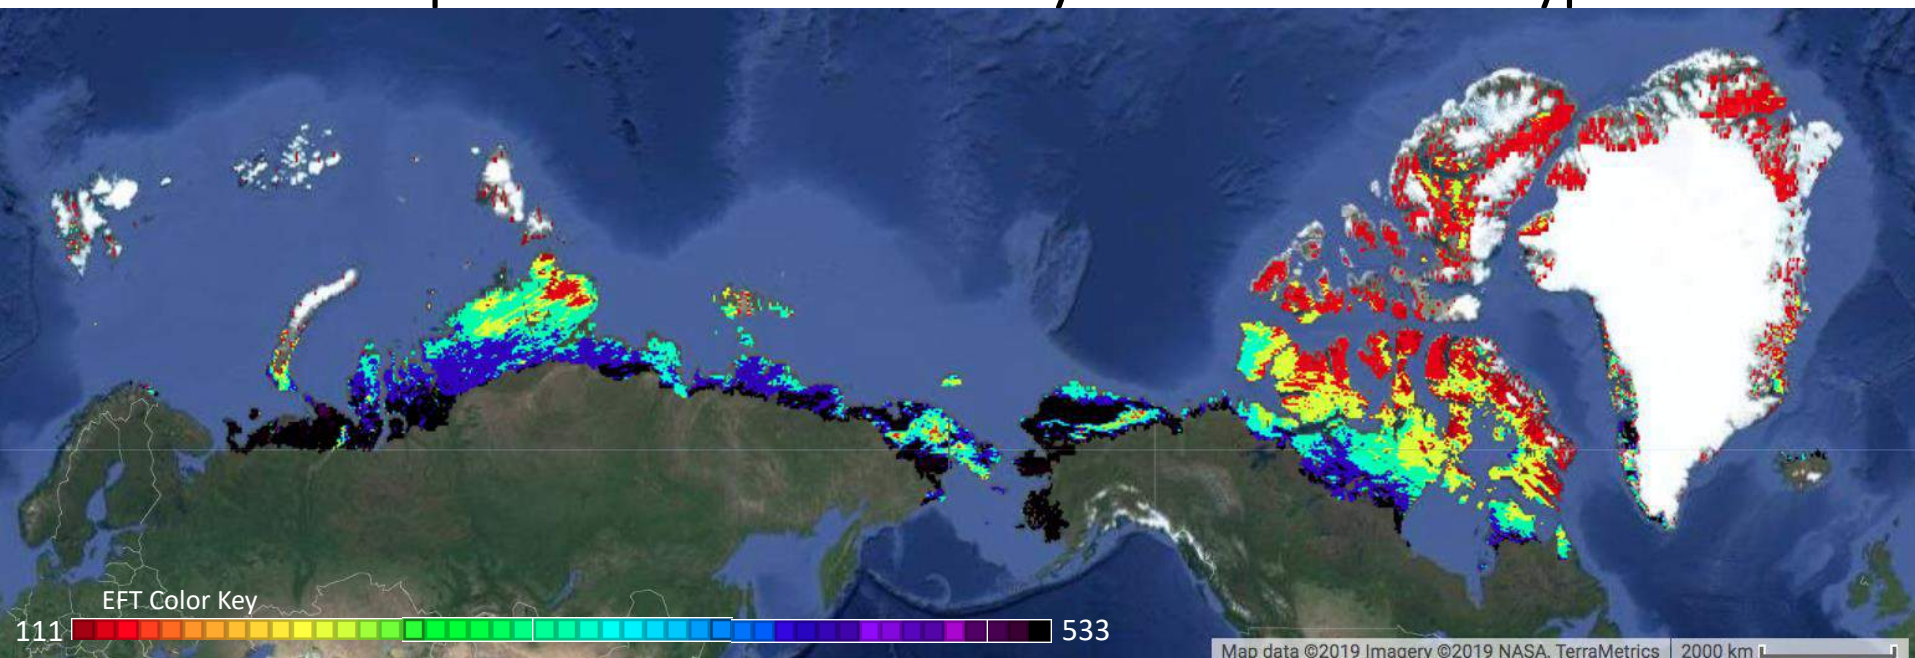 EFT Color Key
111
533
Map data ©2019 Imagery ©2019 NASA, TerraMetrics
2000 km